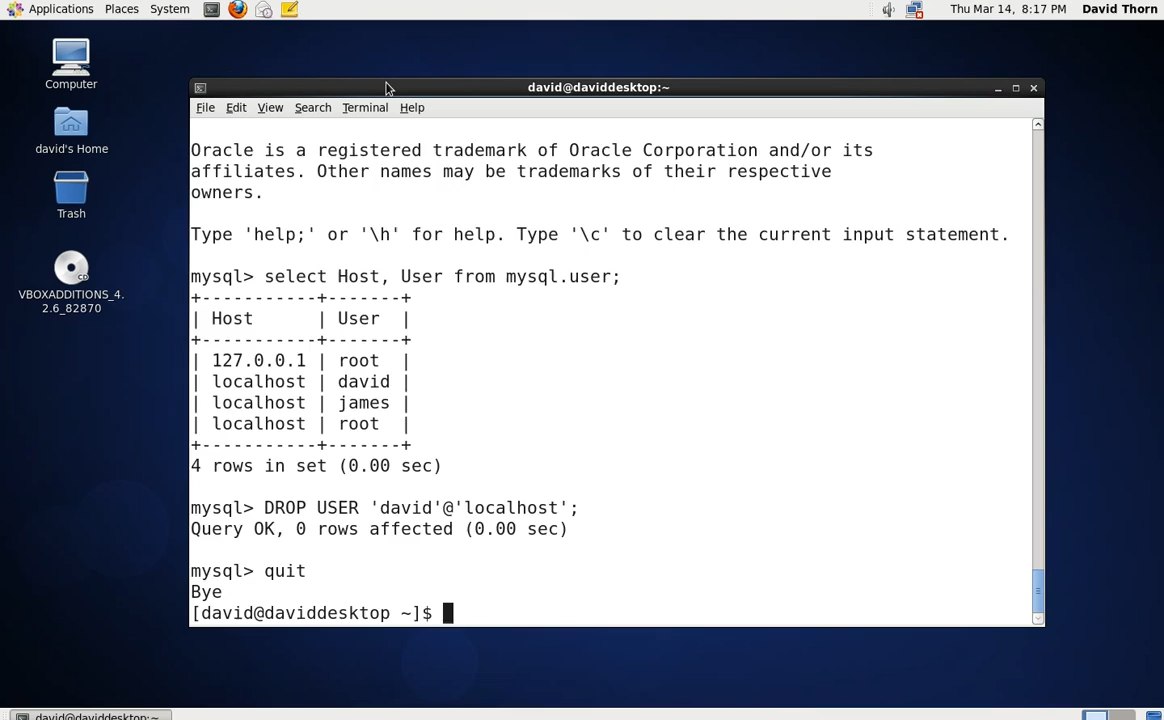 Applications Places System
Thu Mar 14, 8:17 PM David Thorn
Computer
david's Home
Trash
VBOXADDITIONS_4.
2.6_82870
david@daviddesktop:~
File Edit View Search Terminal Help
Oracle is a registered trademark of Oracle Corporation and/or its
affiliates. Other names may be trademarks of their respective
owners.
Type 'help;' or '\h' for help. Type '\c' to clear the current input statement.
mysql> select Host, User from mysql.user;
+-----------+-------+
| Host      | User  |
+-----------+-------+
| 127.0.0.1 | root  |
| localhost | david |
| localhost | james |
| localhost | root  |
+-----------+-------+
4 rows in set (0.00 sec)
mysql> DROP USER 'david'@'localhost';
Query OK, 0 rows affected (0.00 sec)
mysql> quit
Bye
[david@daviddesktop ~]$
david@daviddesktop:~